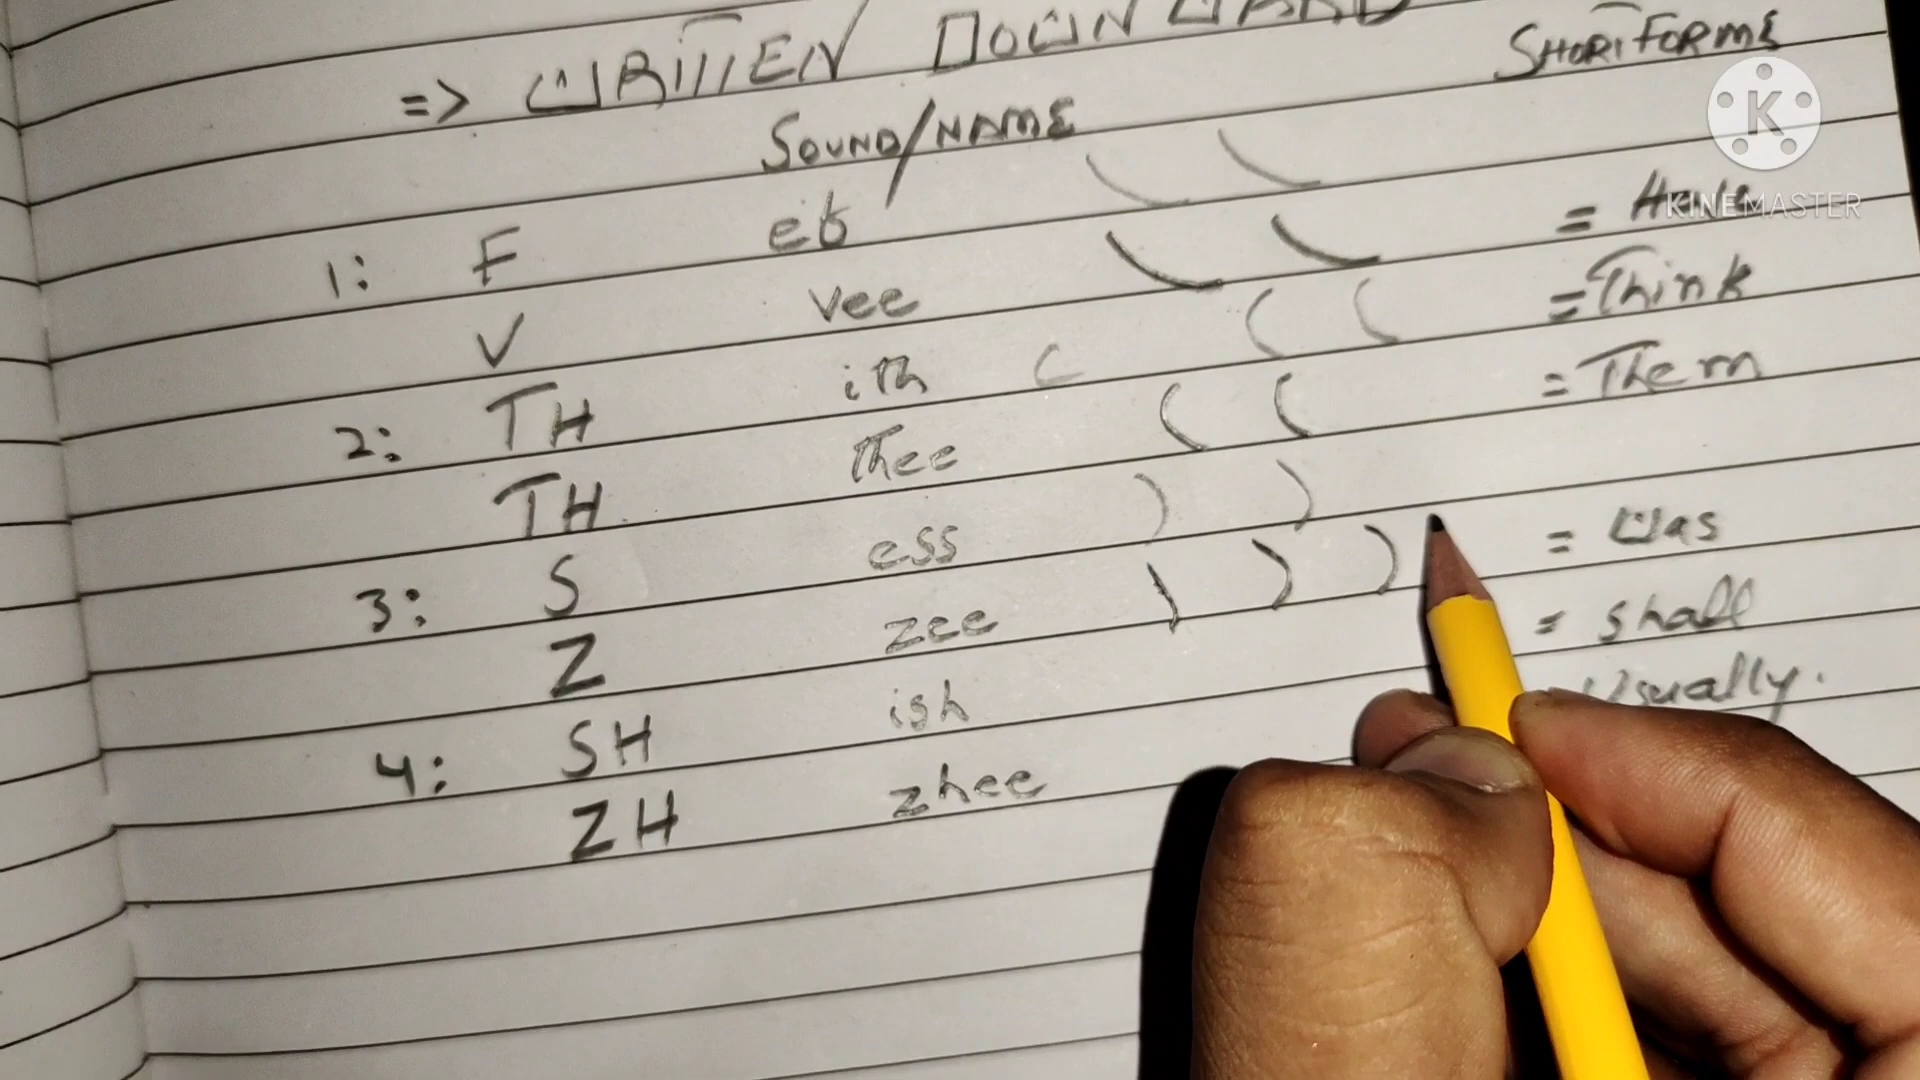 => WRITTEN DOWNWARD
SHORTFORMS
SOUND/NAME
1: F ef
V vee = Have
2: TH ith ( ( ( = Think
TH thee ( ( = Them
3: S ess ) )
Z zee ) ) ) = Was
4: SH ish = shall
ZH zhee Usually.
K
KINEMASTER